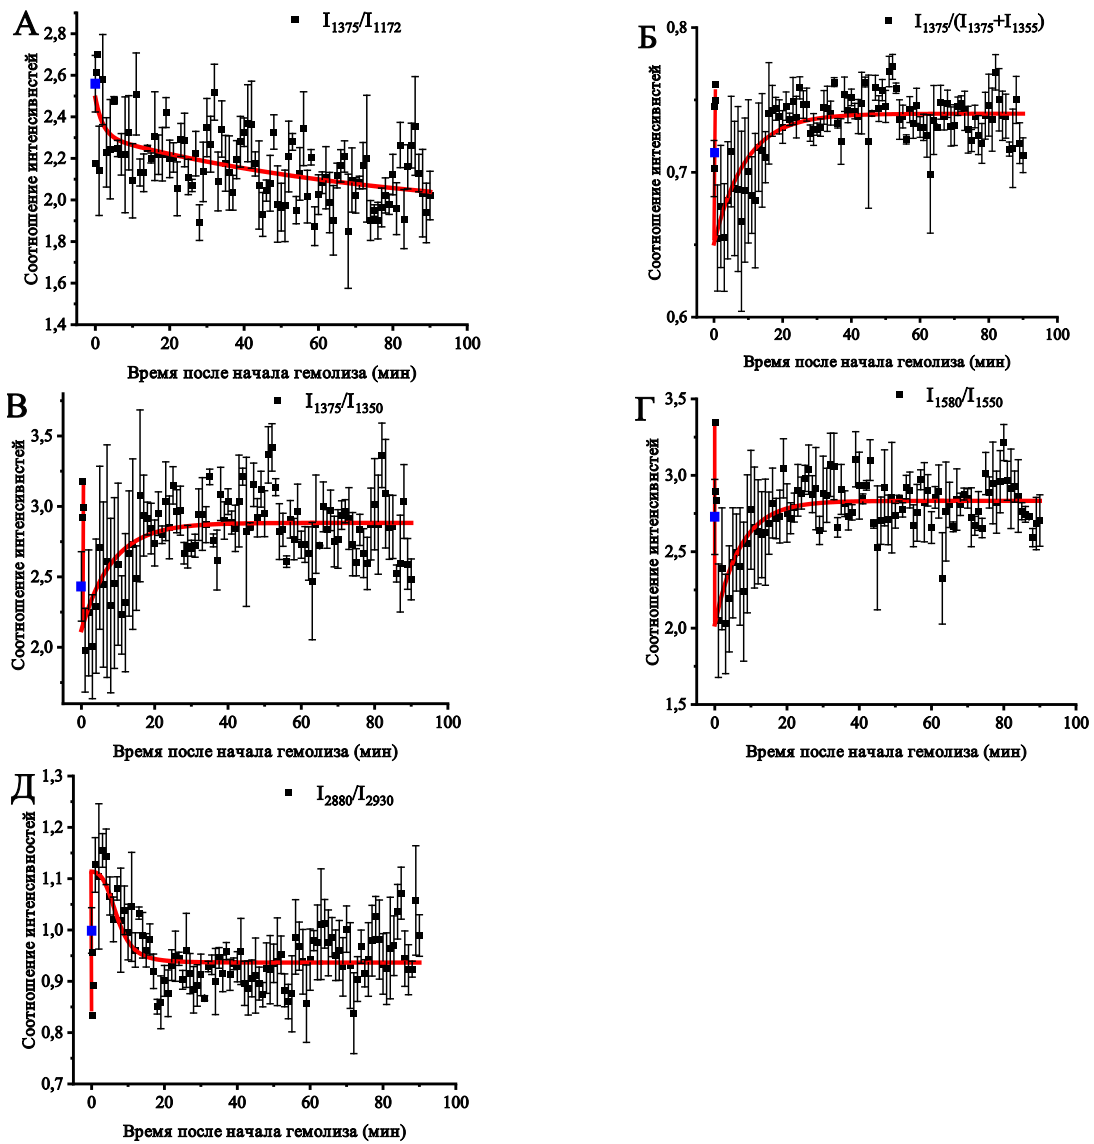 А
I1375/I1172
Соотношение интенсивнстей
2,8
2,6
2,4
2,2
2,0
1,8
1,6
1,4
0 20 40 60 80 100
Время после начала гемолиза (мин)
Б
I1375/(I1375+I1355)
Соотношение интенсивнстей
0,8
0,7
0,6
0 20 40 60 80 100
Время после начала гемолиза (мин)
В
I1375/I1350
Соотношение интенсивнстей
3,5
3,0
2,5
2,0
0 20 40 60 80 100
Время после начала гемолиза (мин)
Г
I1580/I1550
Соотношение интенсивнстей
3,5
3,0
2,5
2,0
1,5
0 20 40 60 80 100
Время после начала гемолиза (мин)
Д
I2880/I2930
Соотношение интенсивностей
1,3
1,2
1,1
1,0
0,9
0,8
0,7
0 20 40 60 80 100
Время после начала гемолиза (мин)